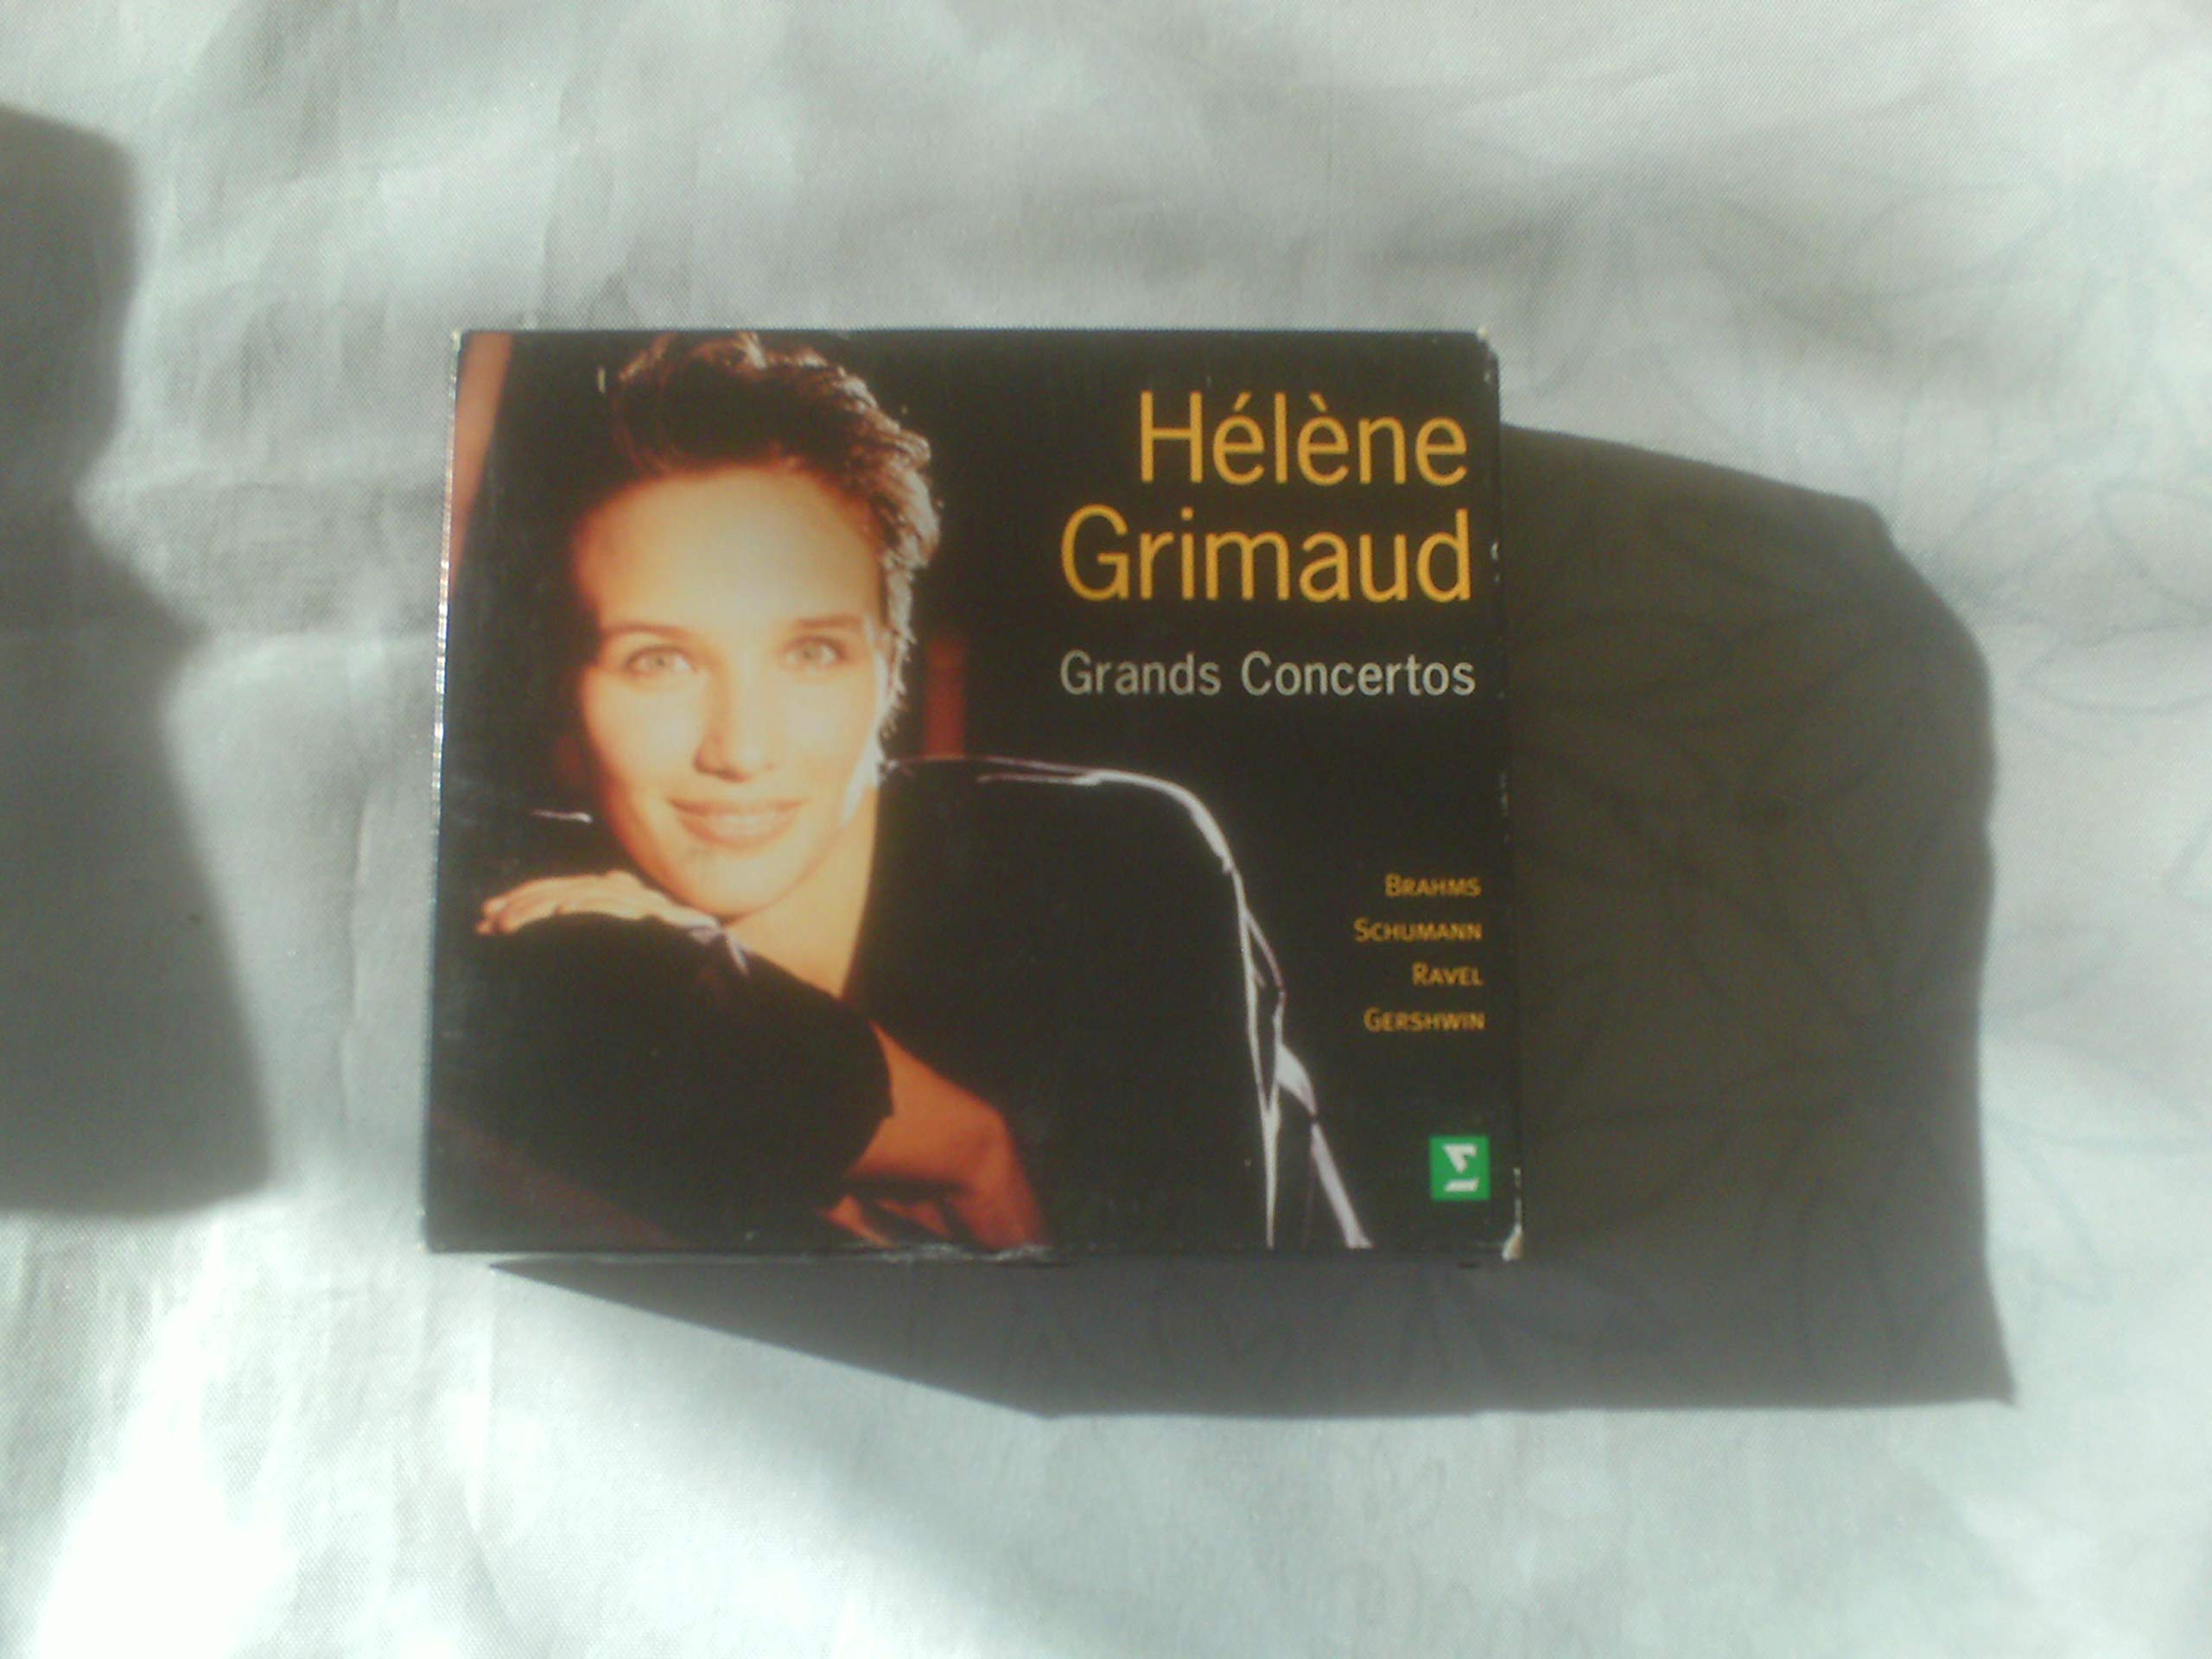 Hélène
Grimaud
Grands Concertos
BRAHMS
SCHUMANN
RAVEL
GERSHWIN